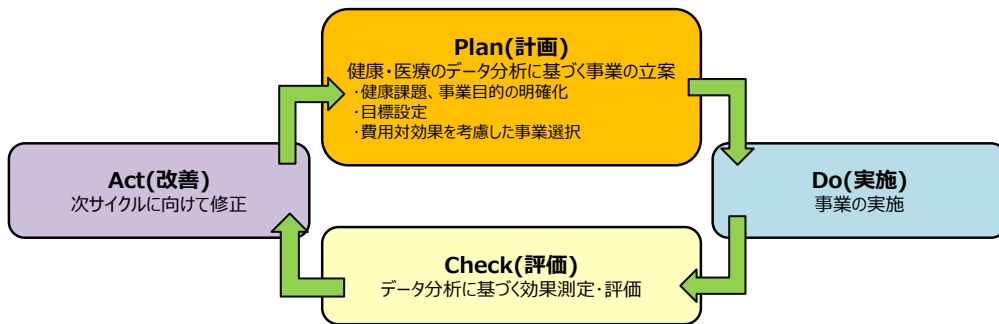 Plan(計画)
健康・医療のデータ分析に基づく事業の立案
・健康課題、事業目的の明確化
・目標設定
・費用対効果を考慮した事業選択
Act(改善)
次サイクルに向けて修正
Do(実施)
事業の実施
Check(評価)
データ分析に基づく効果測定・評価